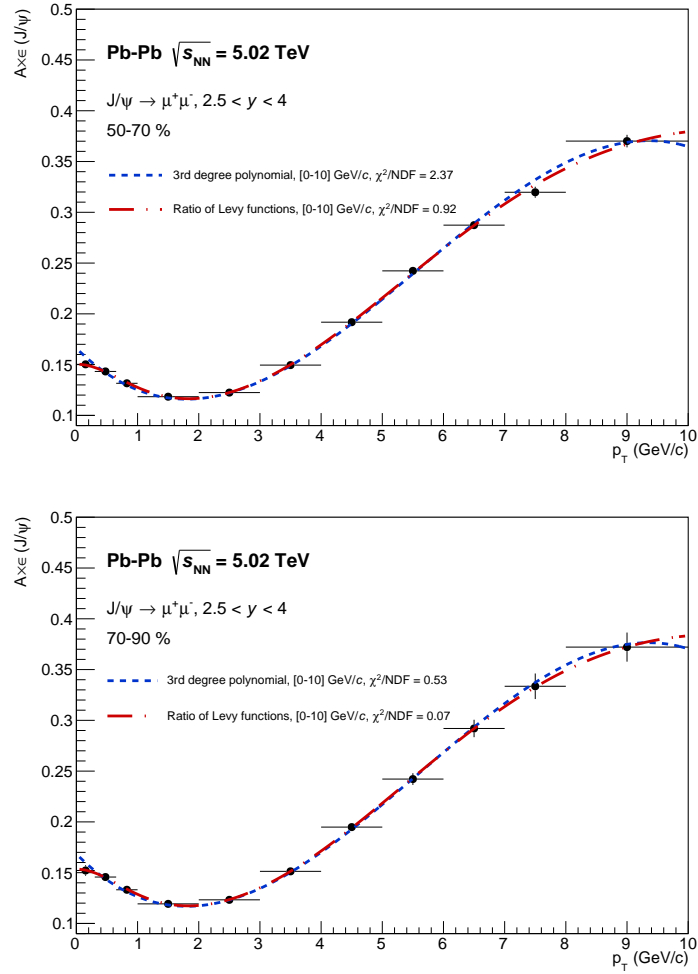 A×ϵ (J/ψ)
0.5
0.45
0.4
0.35
0.3
0.25
0.2
0.15
0.1
Pb-Pb √sNN = 5.02 TeV
J/ψ → μ+μ-, 2.5 < y < 4
50-70 %
3rd degree polynomial, [0-10] GeV/c, χ2/NDF = 2.37
Ratio of Levy functions, [0-10] GeV/c, χ2/NDF = 0.92
0 1 2 3 4 5 6 7 8 9 10
pT (GeV/c)
A×ϵ (J/ψ)
0.5
0.45
0.4
0.35
0.3
0.25
0.2
0.15
0.1
Pb-Pb √sNN = 5.02 TeV
J/ψ → μ+μ-, 2.5 < y < 4
70-90 %
3rd degree polynomial, [0-10] GeV/c, χ2/NDF = 0.53
Ratio of Levy functions, [0-10] GeV/c, χ2/NDF = 0.07
0 1 2 3 4 5 6 7 8 9 10
pT (GeV/c)